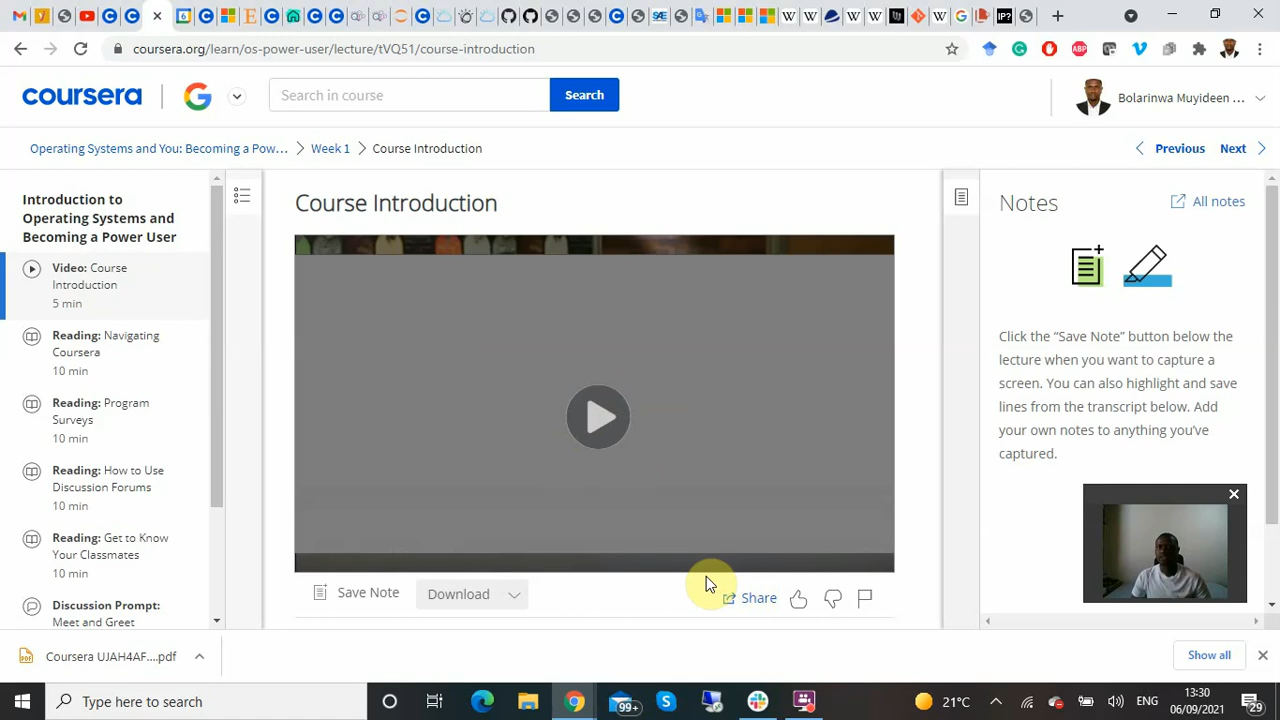 coursera.org/learn/os-power-user/lecture/tVQ51/course-introduction
coursera
Search in course
Search
Bolarinwa Muyideen ...
Operating Systems and You: Becoming a Pow... > Week 1 > Course Introduction
Previous
Next
Introduction to
Operating Systems and
Becoming a Power User
Video: Course
Introduction
5 min
Reading: Navigating
Coursera
10 min
Reading: Program
Surveys
10 min
Reading: How to Use
Discussion Forums
10 min
Reading: Get to Know
Your Classmates
10 min
Discussion Prompt:
Meet and Greet
Course Introduction
Save Note
Download
Share
Notes
All notes
Click the “Save Note” button below the
lecture when you want to capture a
screen. You can also highlight and save
lines from the transcript below. Add
your own notes to anything you’ve
captured.
Coursera UJAH4AF....pdf
Show all
Type here to search
99+
21°C
ENG
13:30
06/09/2021
29